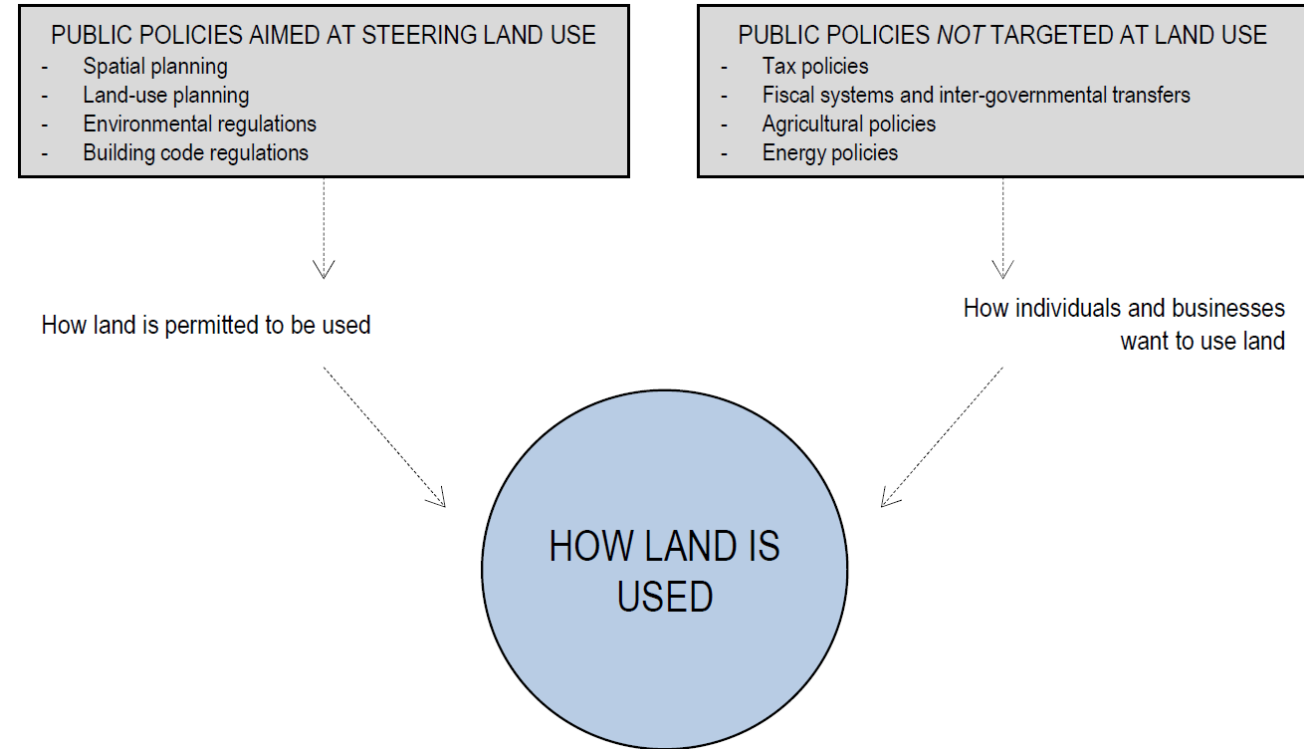 PUBLIC POLICIES AIMED AT STEERING LAND USE
- Spatial planning
- Land-use planning
- Environmental regulations
- Building code regulations
PUBLIC POLICIES NOT TARGETED AT LAND USE
- Tax policies
- Fiscal systems and inter-governmental transfers
- Agricultural policies
- Energy policies
How land is permitted to be used
How individuals and businesses
want to use land
HOW LAND IS
USED